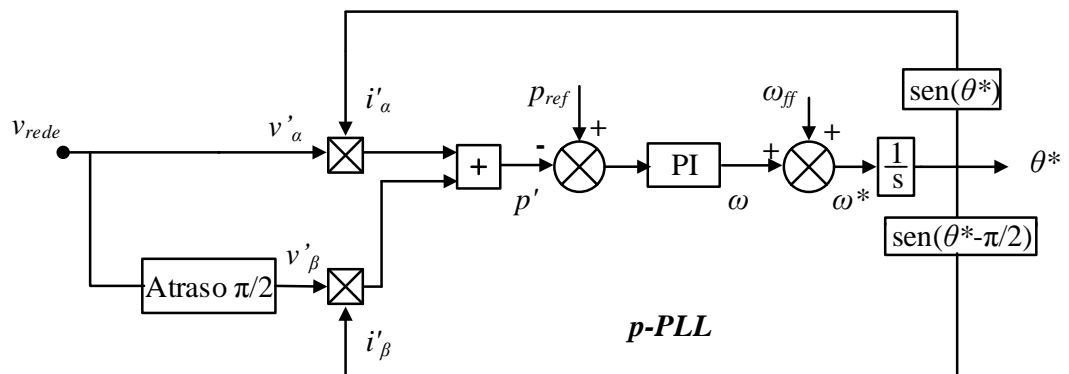 sen(θ*)
i'α
pref
ωff
vrede
v'α
+
+
+
-
+
PI
1
s
θ*
p'
ω
ω*
sen(θ*-π/2)
v'β
Atraso π/2
p-PLL
i'β